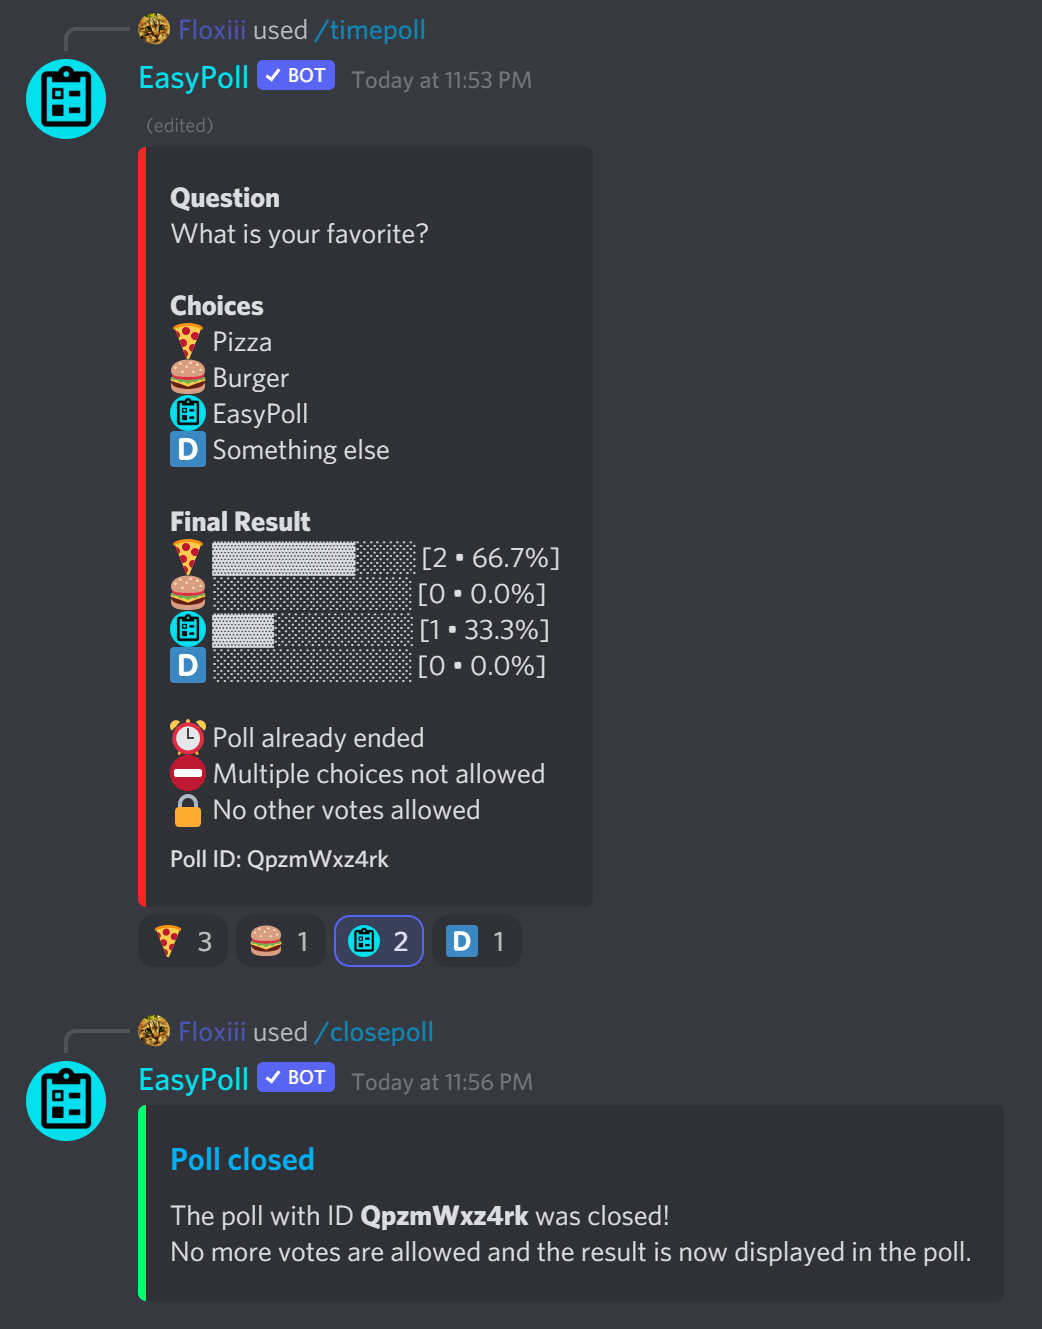 Floxiii used /timepoll
EasyPoll ✓ BOT Today at 11:53 PM
(edited)
Question
What is your favorite?
Choices
🍕 Pizza
🍔 Burger
EasyPoll
D Something else
Final Result
[2 • 66.7%]
[0 • 0.0%]
[1 • 33.3%]
D [0 • 0.0%]
Poll already ended
Multiple choices not allowed
No other votes allowed
Poll ID: QpzmWxz4rk
3 1 2 D 1
Floxiii used /closepoll
EasyPoll ✓ BOT Today at 11:56 PM
Poll closed
The poll with ID QpzmWxz4rk was closed!
No more votes are allowed and the result is now displayed in the poll.